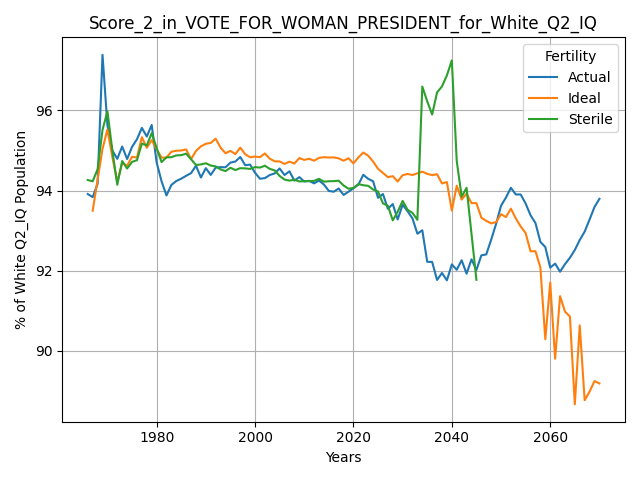 Score_2_in_VOTE_FOR_WOMAN_PRESIDENT_for_White_Q2_IQ
Fertility
Actual
Ideal
Sterile
% of White Q2_IQ Population
96
94
92
90
1980
2000
2020
2040
2060
Years